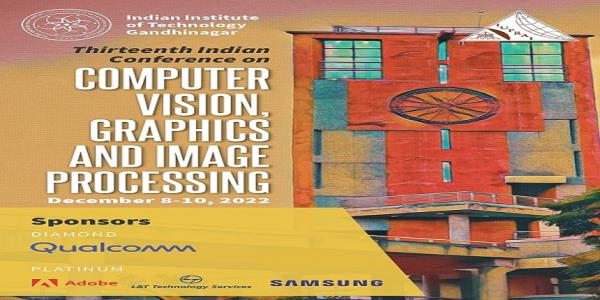 Indian Institute
of Technology
Gandhinagar
Thirteenth Indian
Conference on
COMPUTER
VISION,
GRAPHICS
AND IMAGE
PROCESSING
December 8-10, 2022
Sponsors
DIAMOND
Qualcomm
PLATINUM
Adobe
L&T Technology Services
SAMSUNG